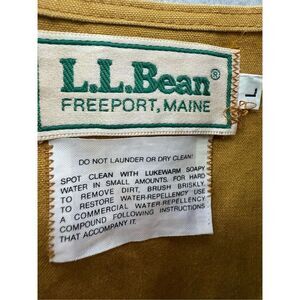 L.L.Bean®
FREEPORT, MAINE
L
DO NOT LAUNDER OR DRY CLEAN!
SPOT CLEAN WITH LUKEWARM SOAPY
WATER IN SMALL AMOUNTS. FOR HARD
TO REMOVE DIRT, BRUSH BRISKLY.
TO RESTORE WATER-REPELLENCY USE
A COMMERCIAL WATER-REPELLENCY
COMPOUND FOLLOWING INSTRUCTIONS
THAT ACCOMPANY IT.